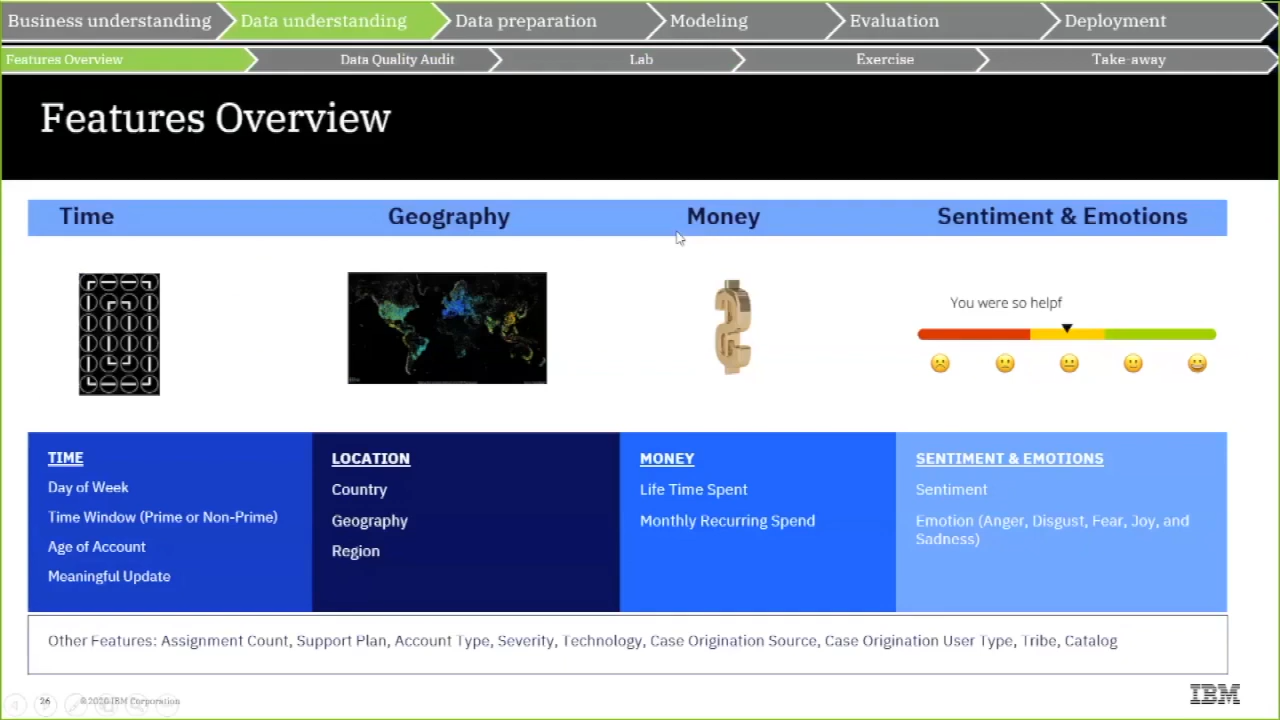 Business understanding
Data understanding
Data preparation
Modeling
Evaluation
Deployment
Features Overview
Data Quality Audit
Lab
Exercise
Take-away
Features Overview
Time
Geography
Money
Sentiment & Emotions
You were so helpf
TIME
Day of Week
Time Window (Prime or Non-Prime)
Age of Account
Meaningful Update
LOCATION
Country
Geography
Region
MONEY
Life Time Spent
Monthly Recurring Spend
SENTIMENT & EMOTIONS
Sentiment
Emotion (Anger, Disgust, Fear, Joy, and
Sadness)
Other Features: Assignment Count, Support Plan, Account Type, Severity, Technology, Case Origination Source, Case Origination User Type, Tribe, Catalog
26
©2020 IBM Corporation
IBM